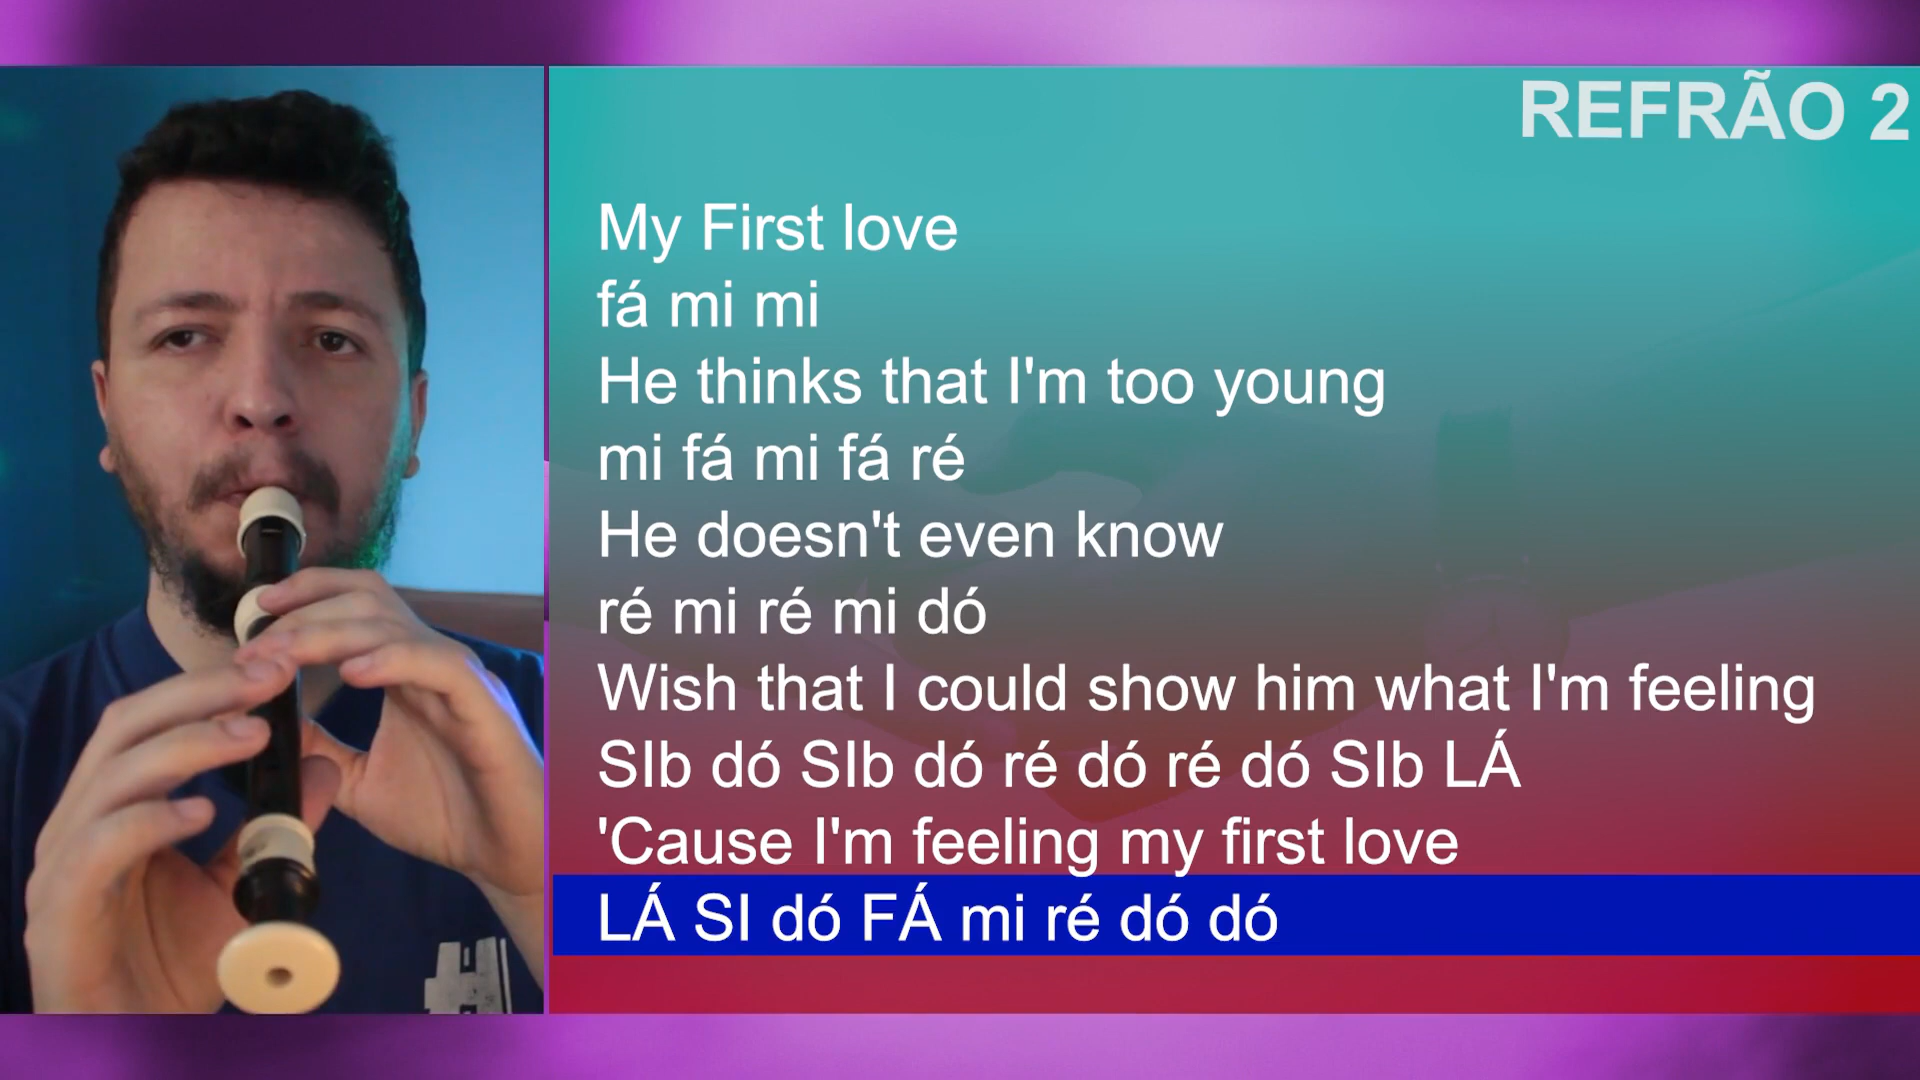 REFRÃO 2
My First love
fá mi mi
He thinks that I'm too young
mi fá mi fá ré
He doesn't even know
ré mi ré mi dó
Wish that I could show him what I'm feeling
SIb dó SIb dó ré dó ré dó SIb LÁ
'Cause I'm feeling my first love
LÁ SI dó FÁ mi ré dó dó